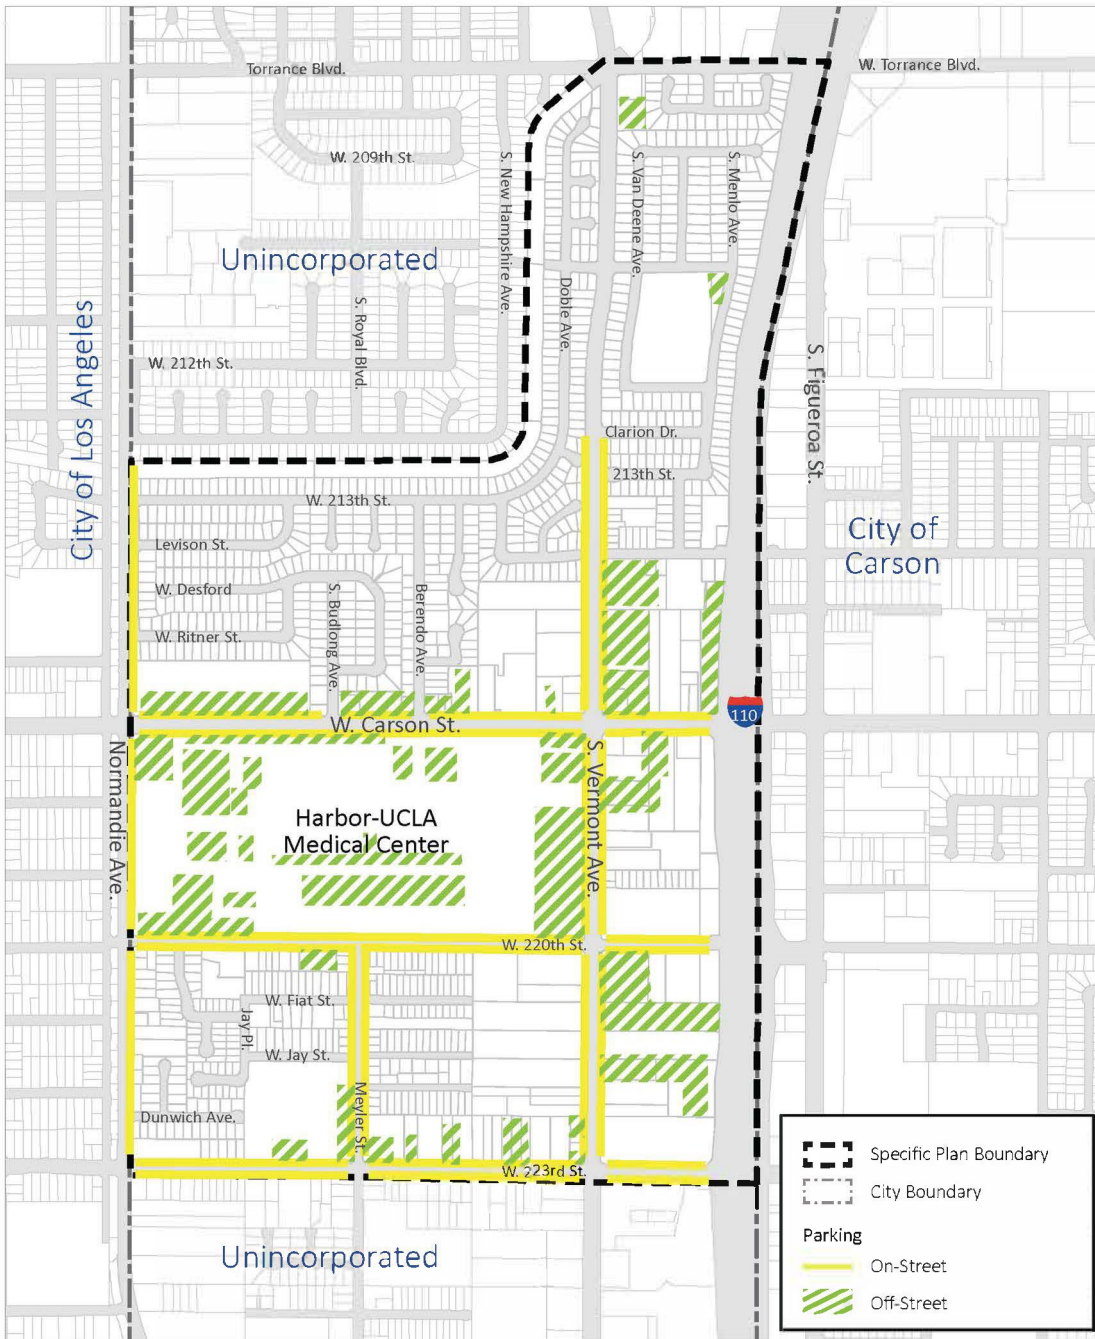 Torrance Blvd.
W. Torrance Blvd.
W. 209th St.
S. New Hampshire Ave.
S. Van Deene Ave.
S. Menlo Ave.
Unincorporated
City of Los Angeles
S. Royal Blvd.
Doble Ave.
W. 212th St.
S. Figueroa St.
Clarion Dr.
213th St.
W. 213th St.
City of
Carson
Levison St.
W. Desford
S. Budlong Ave.
Berendo Ave.
W. Ritner St.
110
W. Carson St.
Normandie Ave.
S. Vermont Ave.
Harbor-UCLA
Medical Center
W. 220th St.
W. Fiat St.
Jay Pl.
W. Jay St.
Meyler St.
Dunwich Ave.
W. 223rd St.
Unincorporated
Specific Plan Boundary
City Boundary
Parking
On-Street
Off-Street